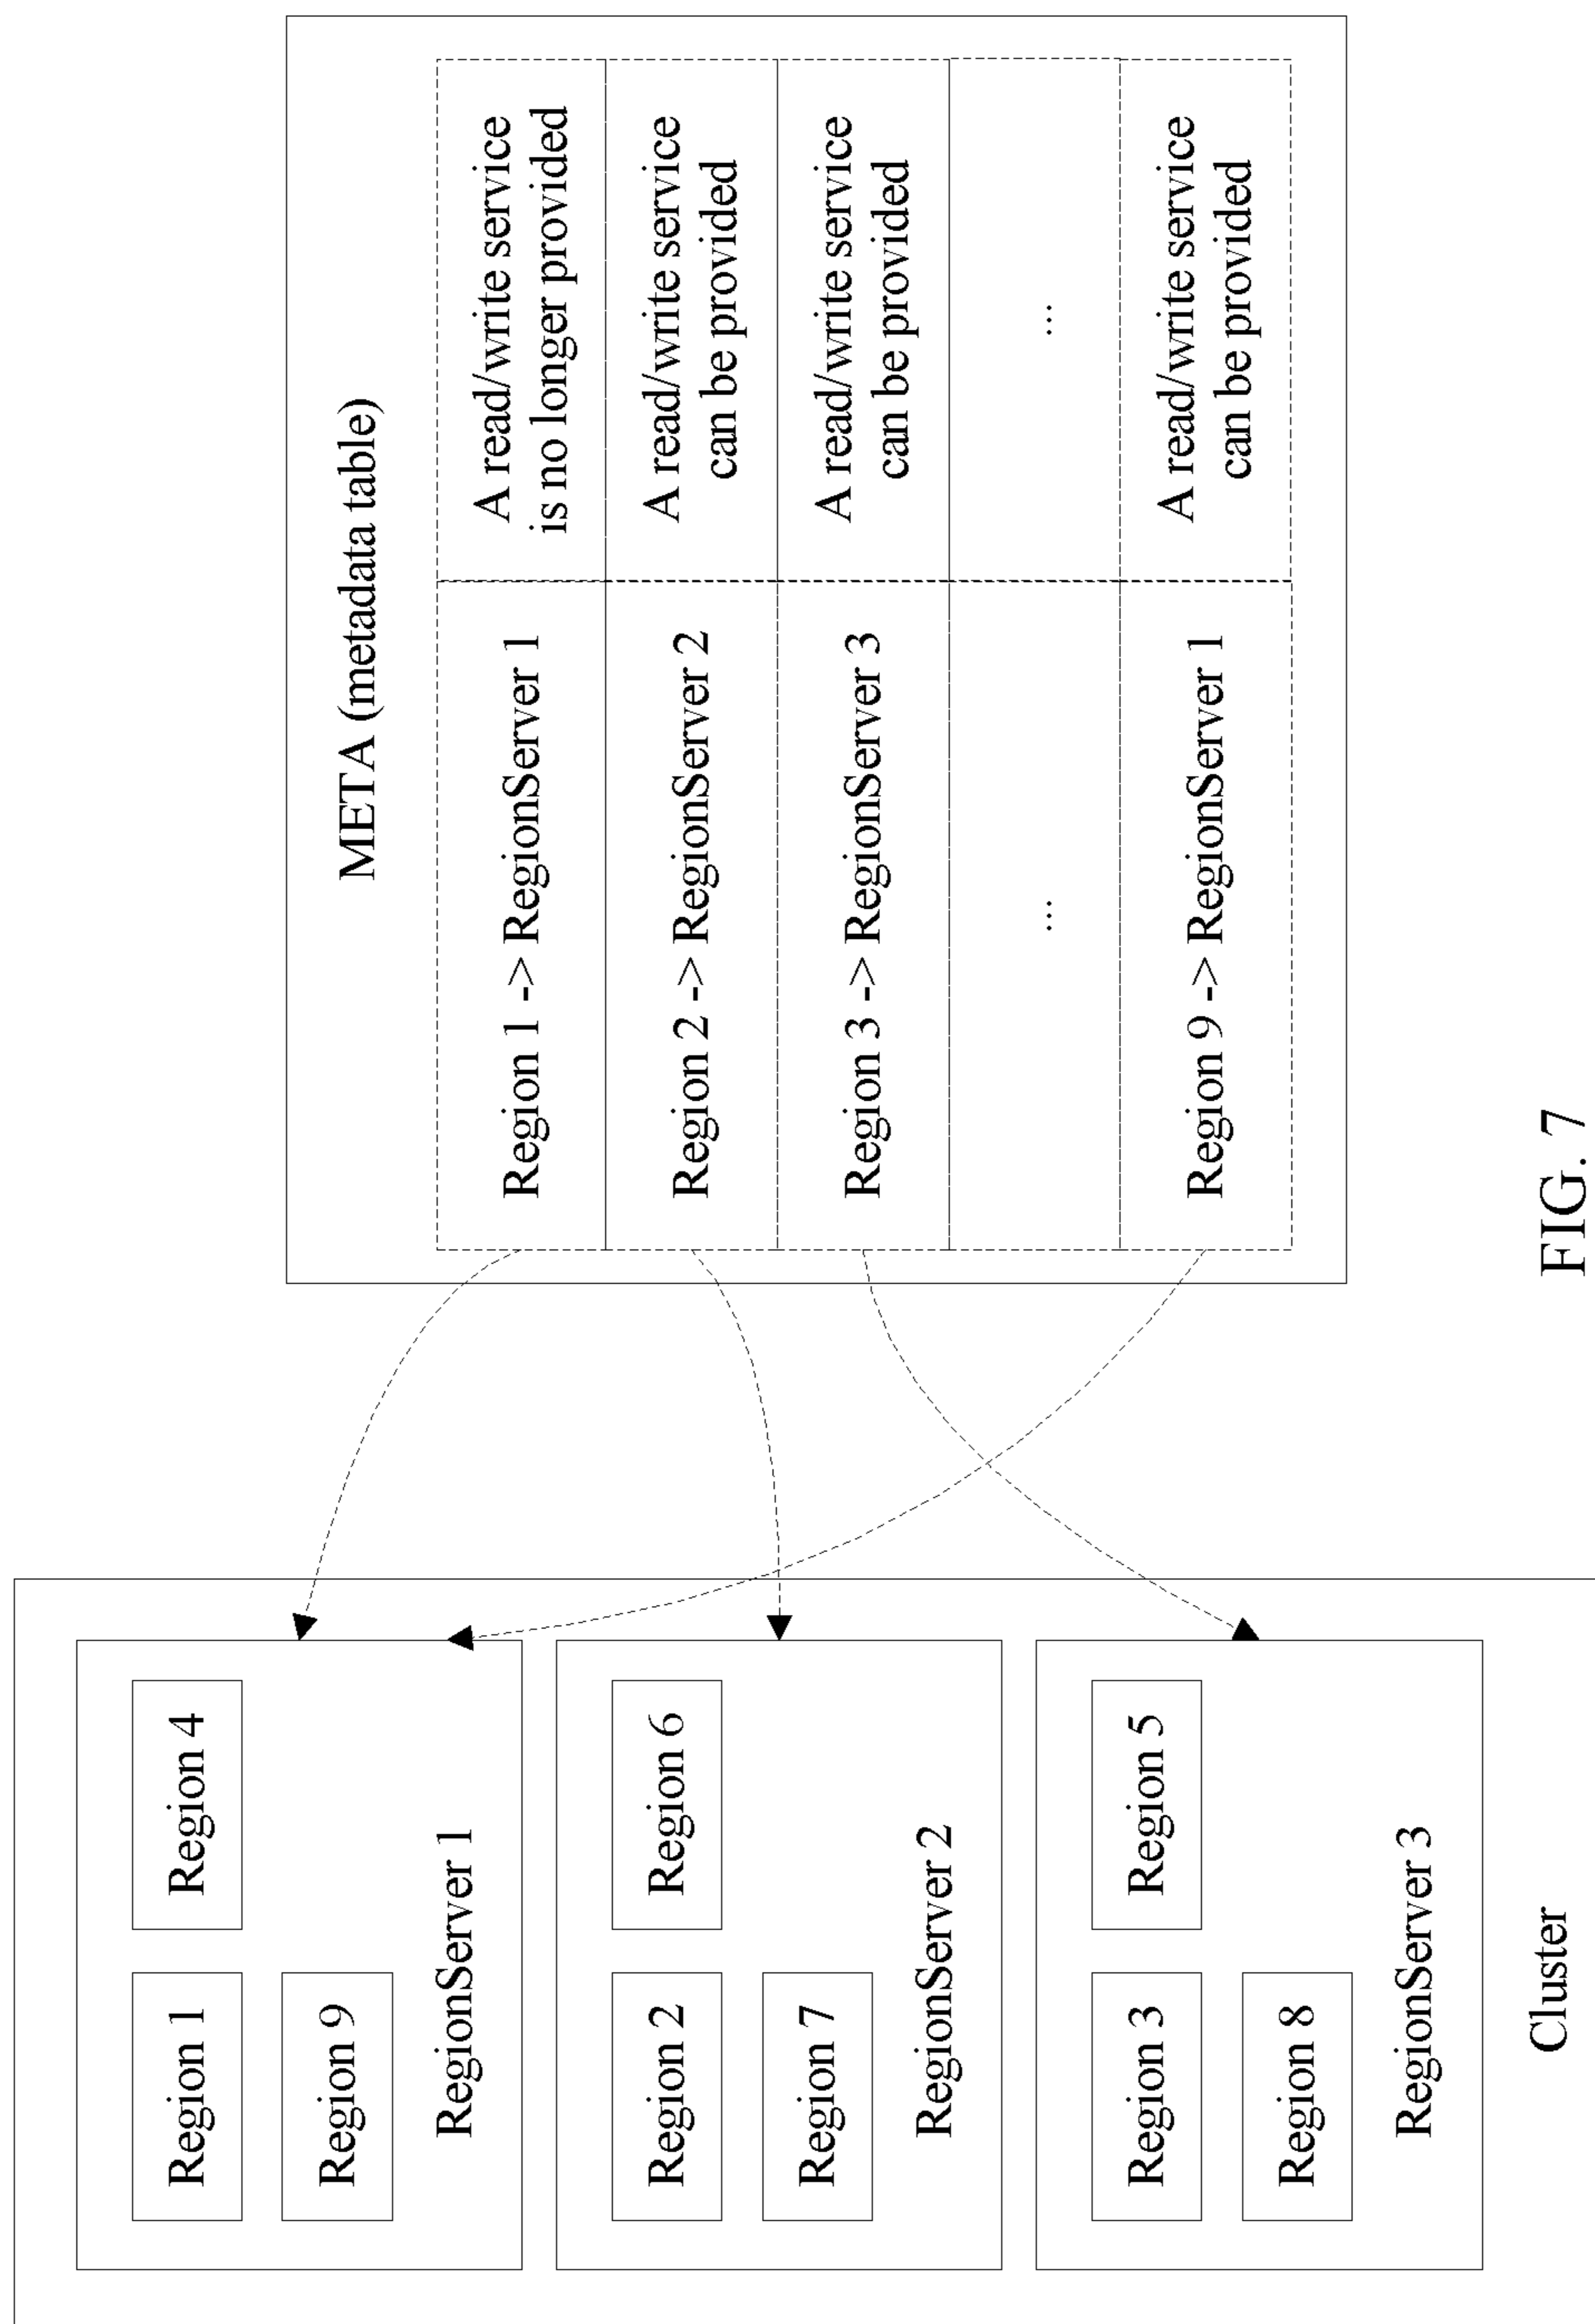 Region 1
Region 4
Region 9
RegionServer 1
Region 2
Region 6
Region 7
RegionServer 2
Region 3
Region 5
Region 8
RegionServer 3
Cluster
META (metadata table)
Region 1 -> RegionServer 1
A read/write service
is no longer provided
Region 2 -> RegionServer 2
A read/write service
can be provided
Region 3 -> RegionServer 3
A read/write service
can be provided
...
...
Region 9 -> RegionServer 1
A read/write service
can be provided
FIG. 7